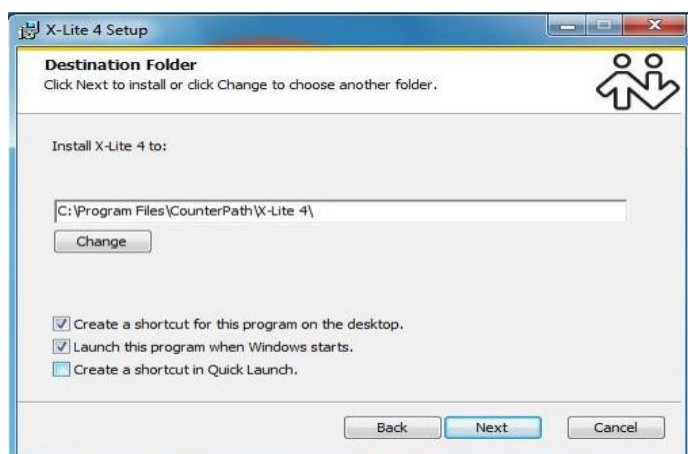 X-Lite 4 Setup
Destination Folder
Click Next to install or click Change to choose another folder.
Install X-Lite 4 to:
C:\Program Files\CounterPath\X-Lite 4\
Change
Create a shortcut for this program on the desktop.
Launch this program when Windows starts.
Create a shortcut in Quick Launch.
Back Next Cancel